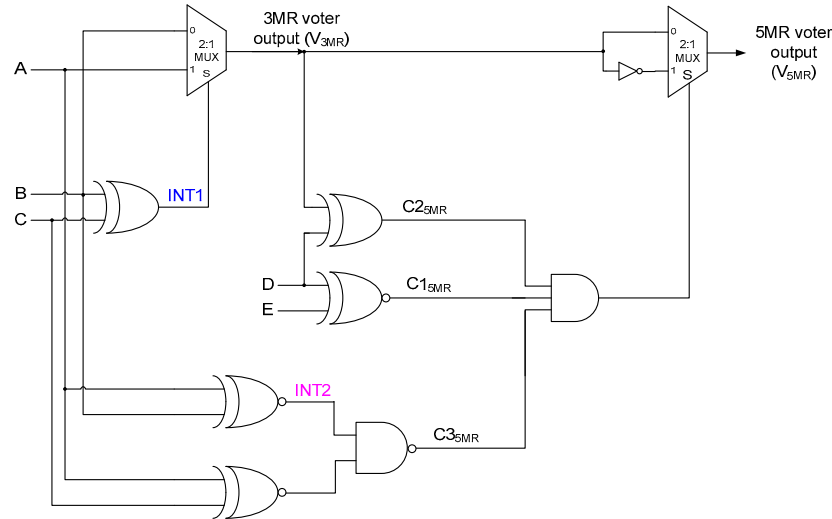 3MR voter
output (V3MR)
5MR voter
output
(V5MR)
0
2:1
MUX
1
S
0
2:1
MUX
1
S
A
B
INT1
C
C25MR
D
C15MR
E
INT2
C35MR